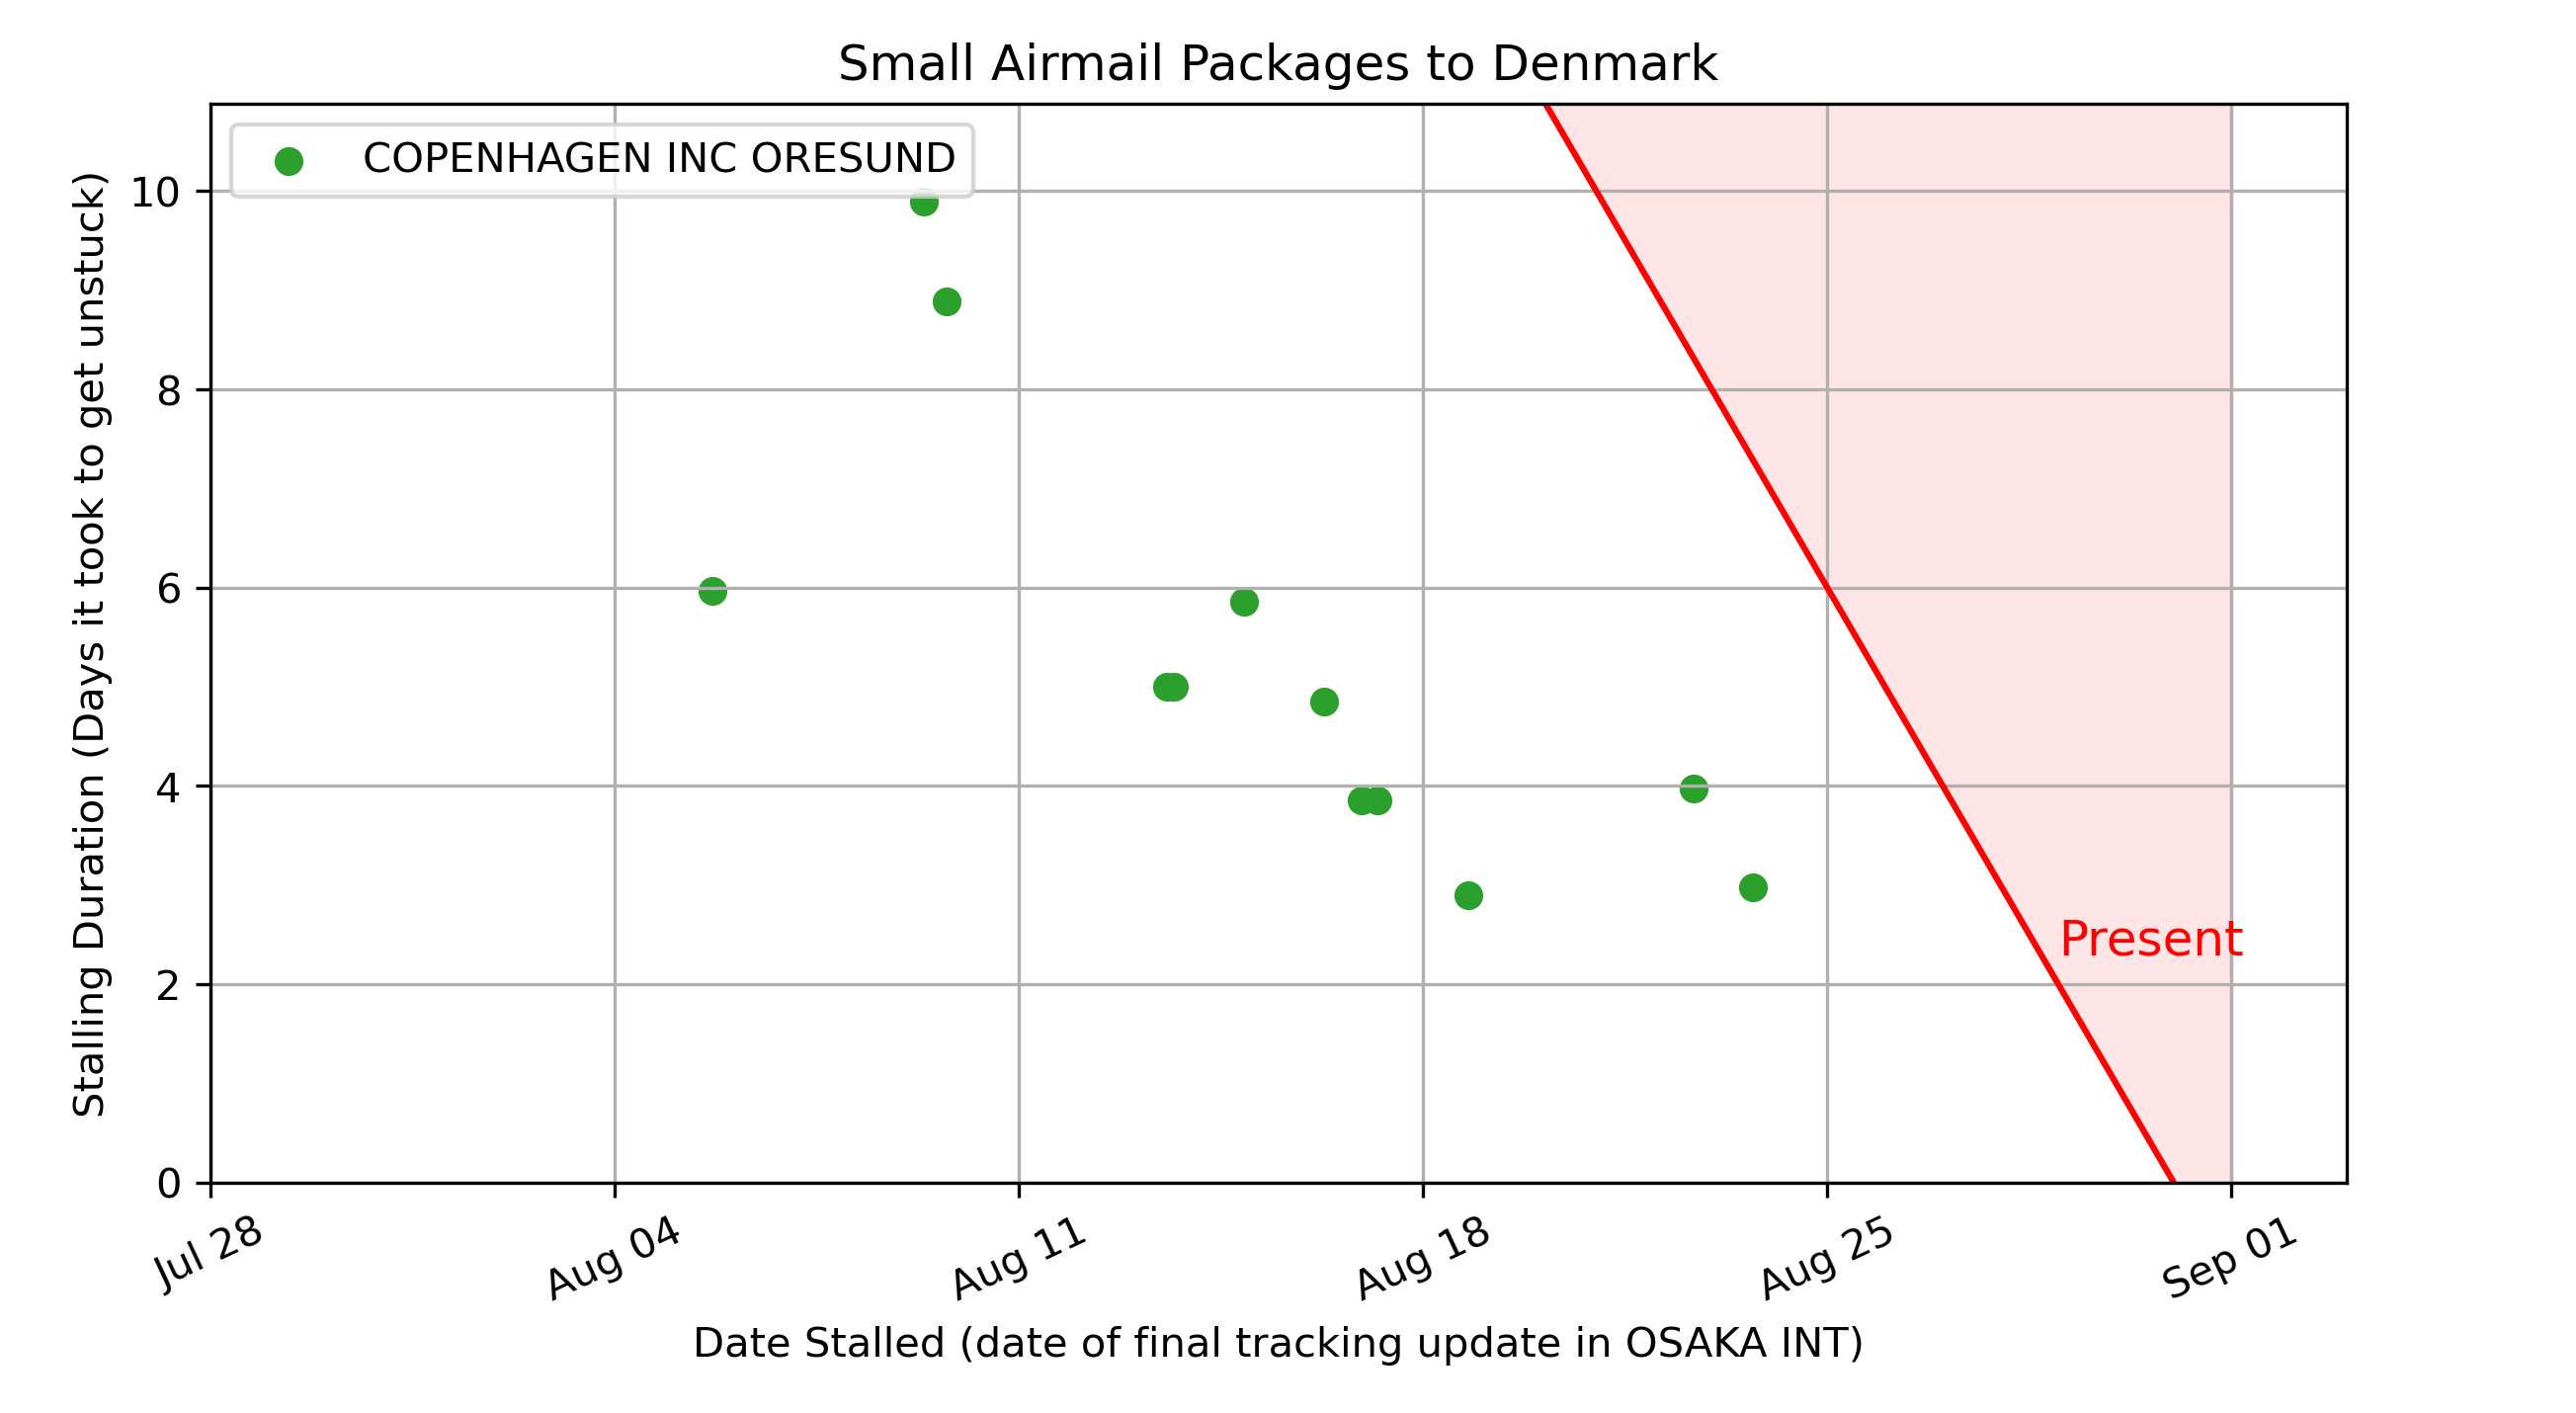 Small Airmail Packages to Denmark
COPENHAGEN INC ORESUND
Stalling Duration (Days it took to get unstuck)
10
8
6
4
2
0
Present
Jul 28
Aug 04
Aug 11
Aug 18
Aug 25
Sep 01
Date Stalled (date of final tracking update in OSAKA INT)